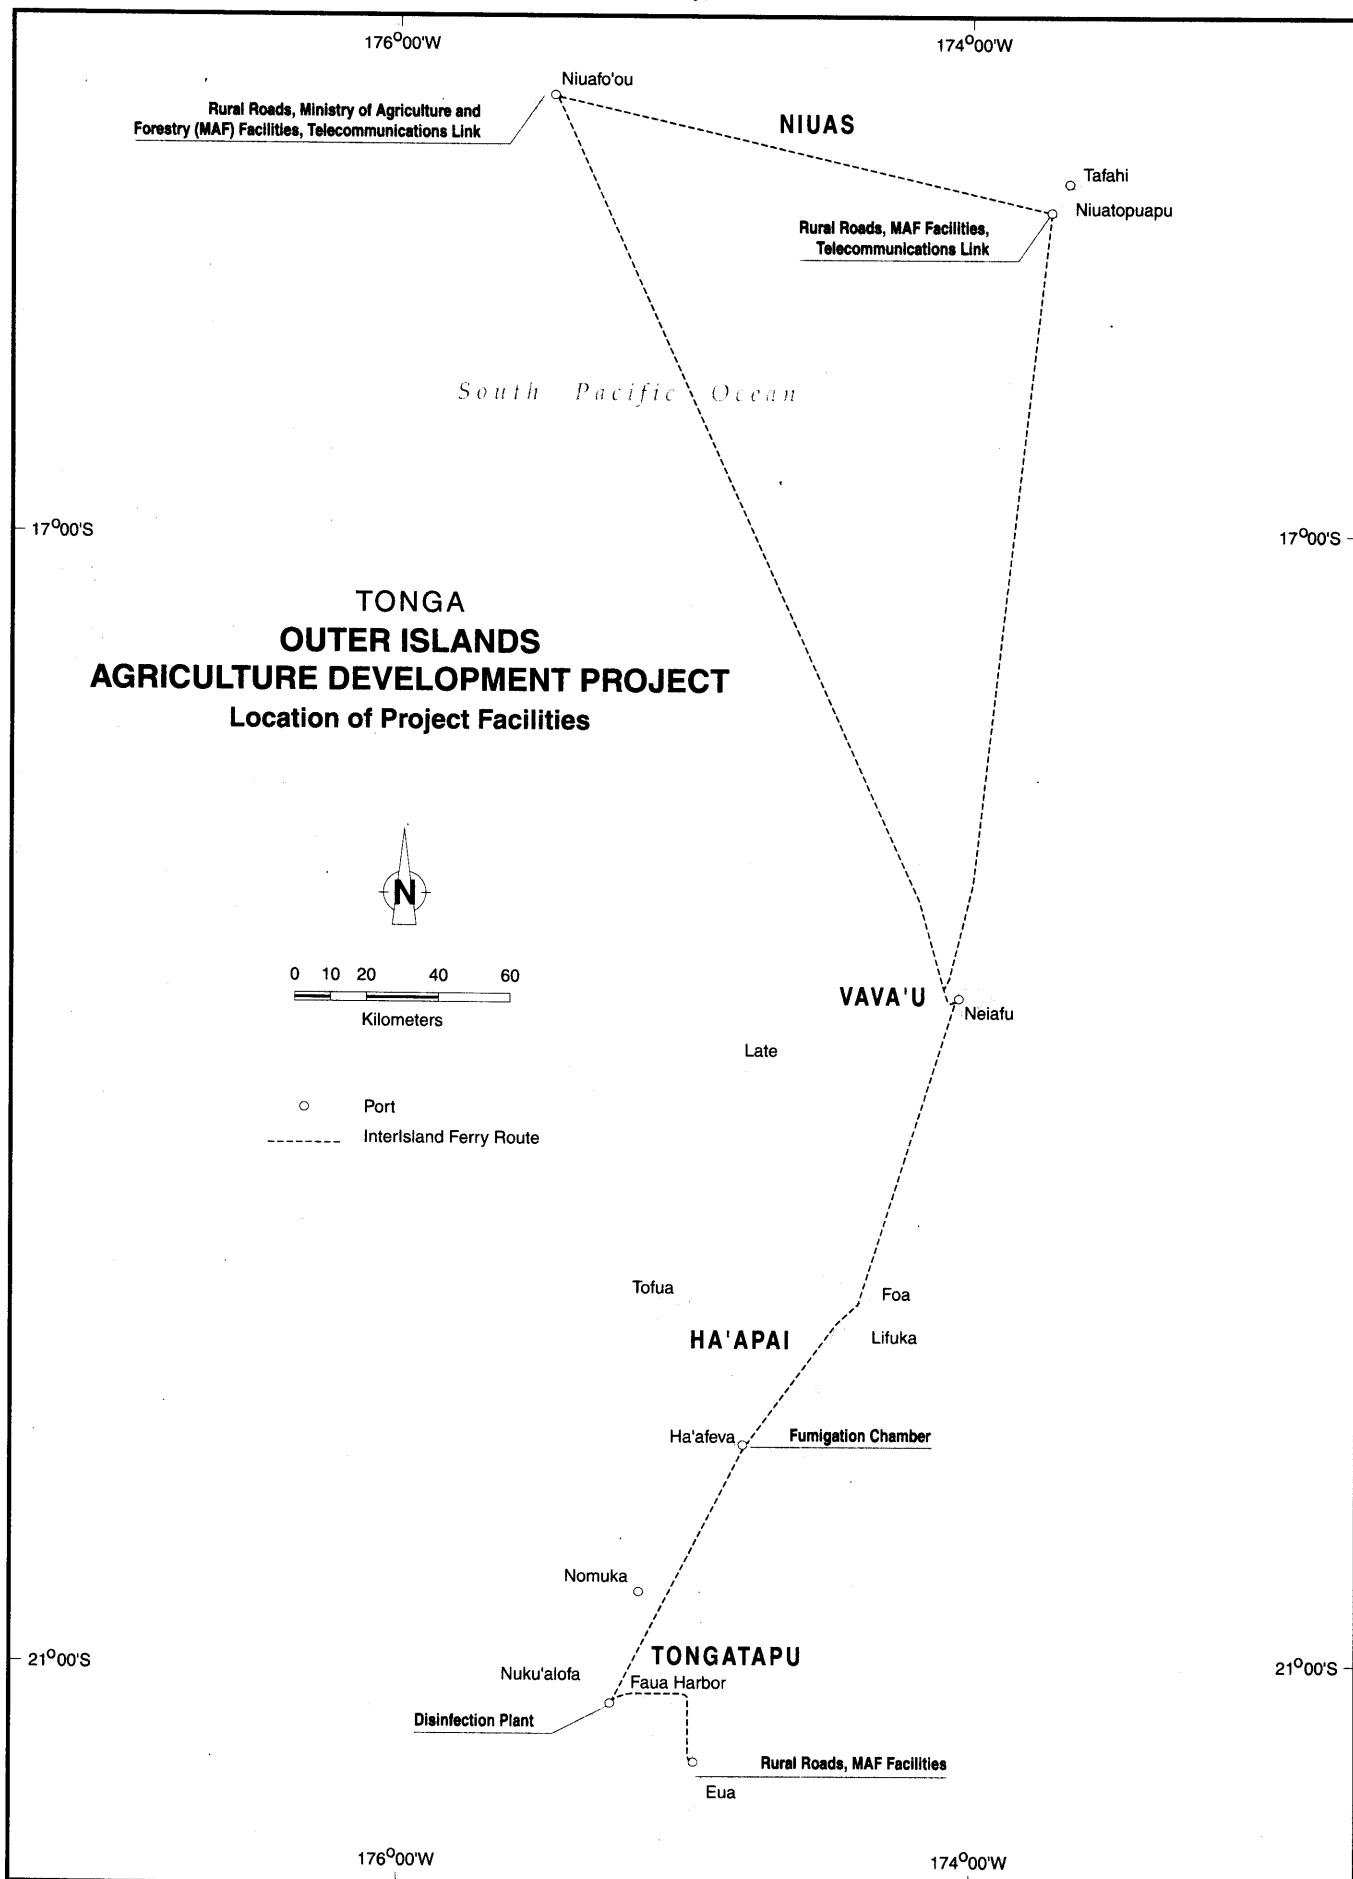 176°00'W
174°00'W
Niuafo'ou
Rural Roads, Ministry of Agriculture and
Forestry (MAF) Facilities, Telecommunications Link
NIUAS
Tafahi
Niuatopuapu
Rural Roads, MAF Facilities,
Telecommunications Link
South Pacific Ocean
17°00'S
17°00'S
TONGA
OUTER ISLANDS
AGRICULTURE DEVELOPMENT PROJECT
Location of Project Facilities
N
0 10 20 40 60
Kilometers
VAVA'U
Neiafu
Late
Port
InterIsland Ferry Route
Tofua
Foa
HA'APAI
Lifuka
Ha'afeva
Fumigation Chamber
Nomuka
21°00'S
TONGATAPU
21°00'S
Nuku'alofa
Faua Harbor
Disinfection Plant
Rural Roads, MAF Facilities
Eua
176°00'W
174°00'W